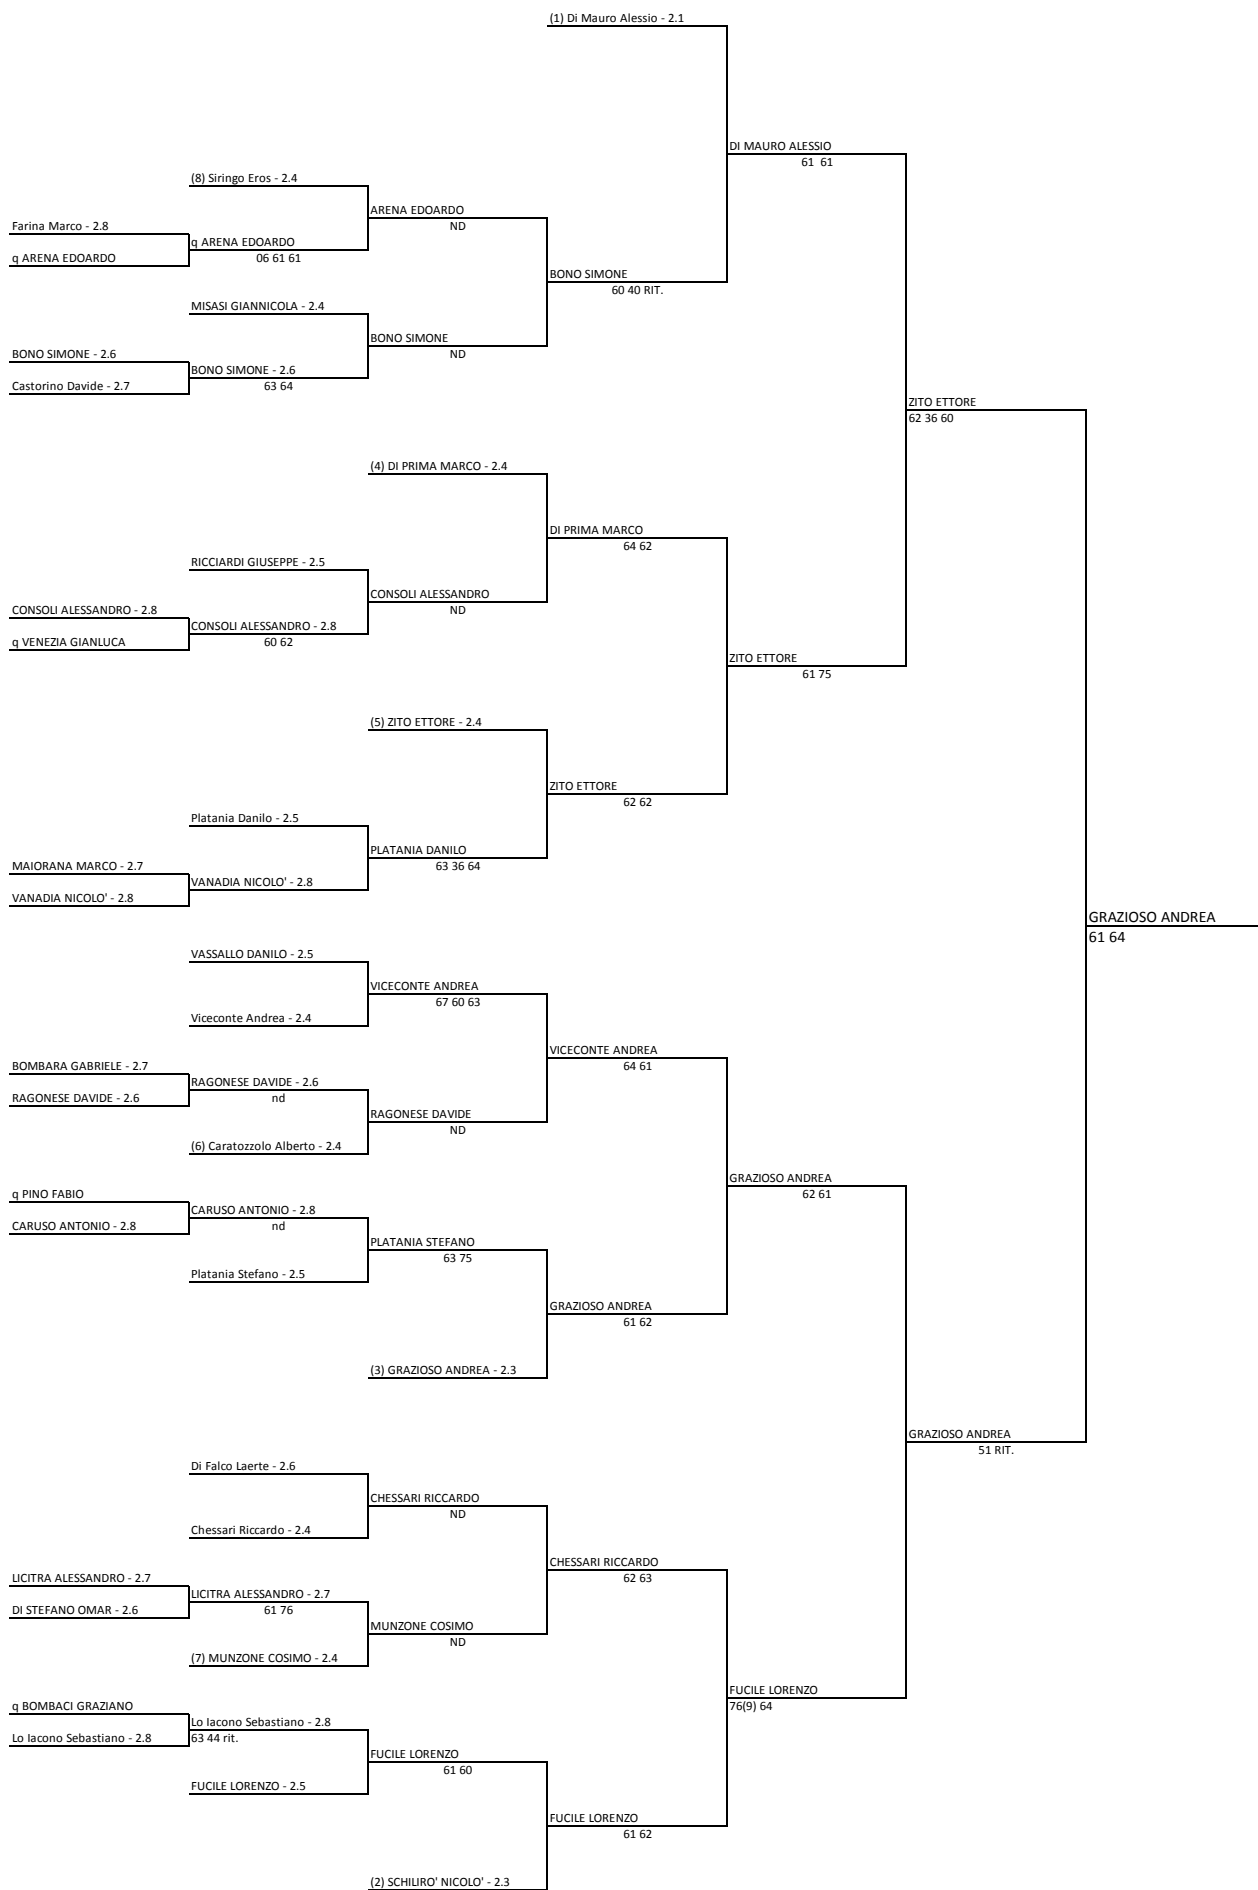 (1) Di Mauro Alessio - 2.1
DI MAURO ALESSIO
61 61
(8) Siringo Eros - 2.4
ARENA EDOARDO
ND
Farina Marco - 2.8
q ARENA EDOARDO
06 61 61
q ARENA EDOARDO
BONO SIMONE
60 40 RIT.
MISASI GIANNICOLA - 2.4
BONO SIMONE
ND
BONO SIMONE - 2.6
BONO SIMONE - 2.6
63 64
Castorino Davide - 2.7
ZITO ETTORE
62 36 60
(4) DI PRIMA MARCO - 2.4
DI PRIMA MARCO
64 62
RICCIARDI GIUSEPPE - 2.5
CONSOLI ALESSANDRO
ND
CONSOLI ALESSANDRO - 2.8
CONSOLI ALESSANDRO - 2.8
60 62
q VENEZIA GIANLUCA
ZITO ETTORE
61 75
(5) ZITO ETTORE - 2.4
ZITO ETTORE
62 62
Platania Danilo - 2.5
PLATANIA DANILO
63 36 64
MAIORANA MARCO - 2.7
VANADIA NICOLO' - 2.8
VANADIA NICOLO' - 2.8
GRAZIOSO ANDREA
61 64
VASSALLO DANILO - 2.5
VICECONTE ANDREA
67 60 63
Viceconte Andrea - 2.4
VICECONTE ANDREA
64 61
BOMBARA GABRIELE - 2.7
RAGONESE DAVIDE - 2.6
nd
RAGONESE DAVIDE - 2.6
RAGONESE DAVIDE
ND
(6) Caratozzolo Alberto - 2.4
GRAZIOSO ANDREA
62 61
q PINO FABIO
CARUSO ANTONIO - 2.8
nd
CARUSO ANTONIO - 2.8
PLATANIA STEFANO
63 75
Platania Stefano - 2.5
GRAZIOSO ANDREA
61 62
(3) GRAZIOSO ANDREA - 2.3
GRAZIOSO ANDREA
51 RIT.
Di Falco Laerte - 2.6
CHESSARI RICCARDO
ND
Chessari Riccardo - 2.4
CHESSARI RICCARDO
62 63
LICITRA ALESSANDRO - 2.7
LICITRA ALESSANDRO - 2.7
61 76
DI STEFANO OMAR - 2.6
MUNZONE COSIMO
ND
(7) MUNZONE COSIMO - 2.4
FUCILE LORENZO
76(9) 64
q BOMBACI GRAZIANO
Lo Iacono Sebastiano - 2.8
63 44 rit.
Lo Iacono Sebastiano - 2.8
FUCILE LORENZO
61 60
FUCILE LORENZO - 2.5
FUCILE LORENZO
61 62
(2) SCHILIRO' NICOLO' - 2.3